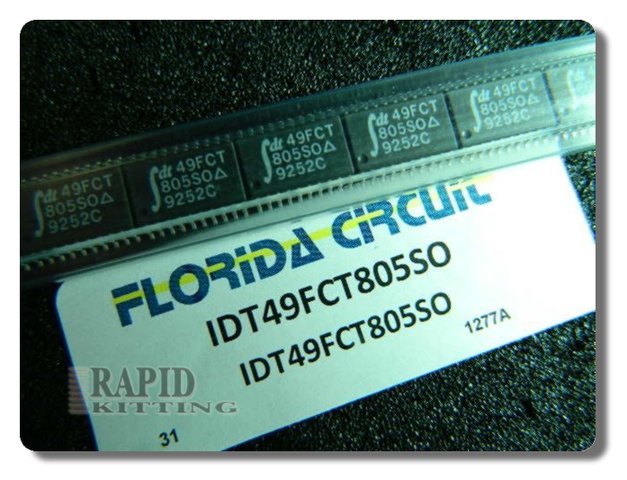 49FCT
805SO△
9252C
idt 49FCT
805SO△
9252C
idt 49FCT
805SO△
9252C
idt 49FCT
805SO△
9252C
idt 49FCT
805SO△
9252C
FLORIDA CIRCUIT
IDT49FCT805SO
IDT49FCT805SO
1277A
31
RAPID
KITTING